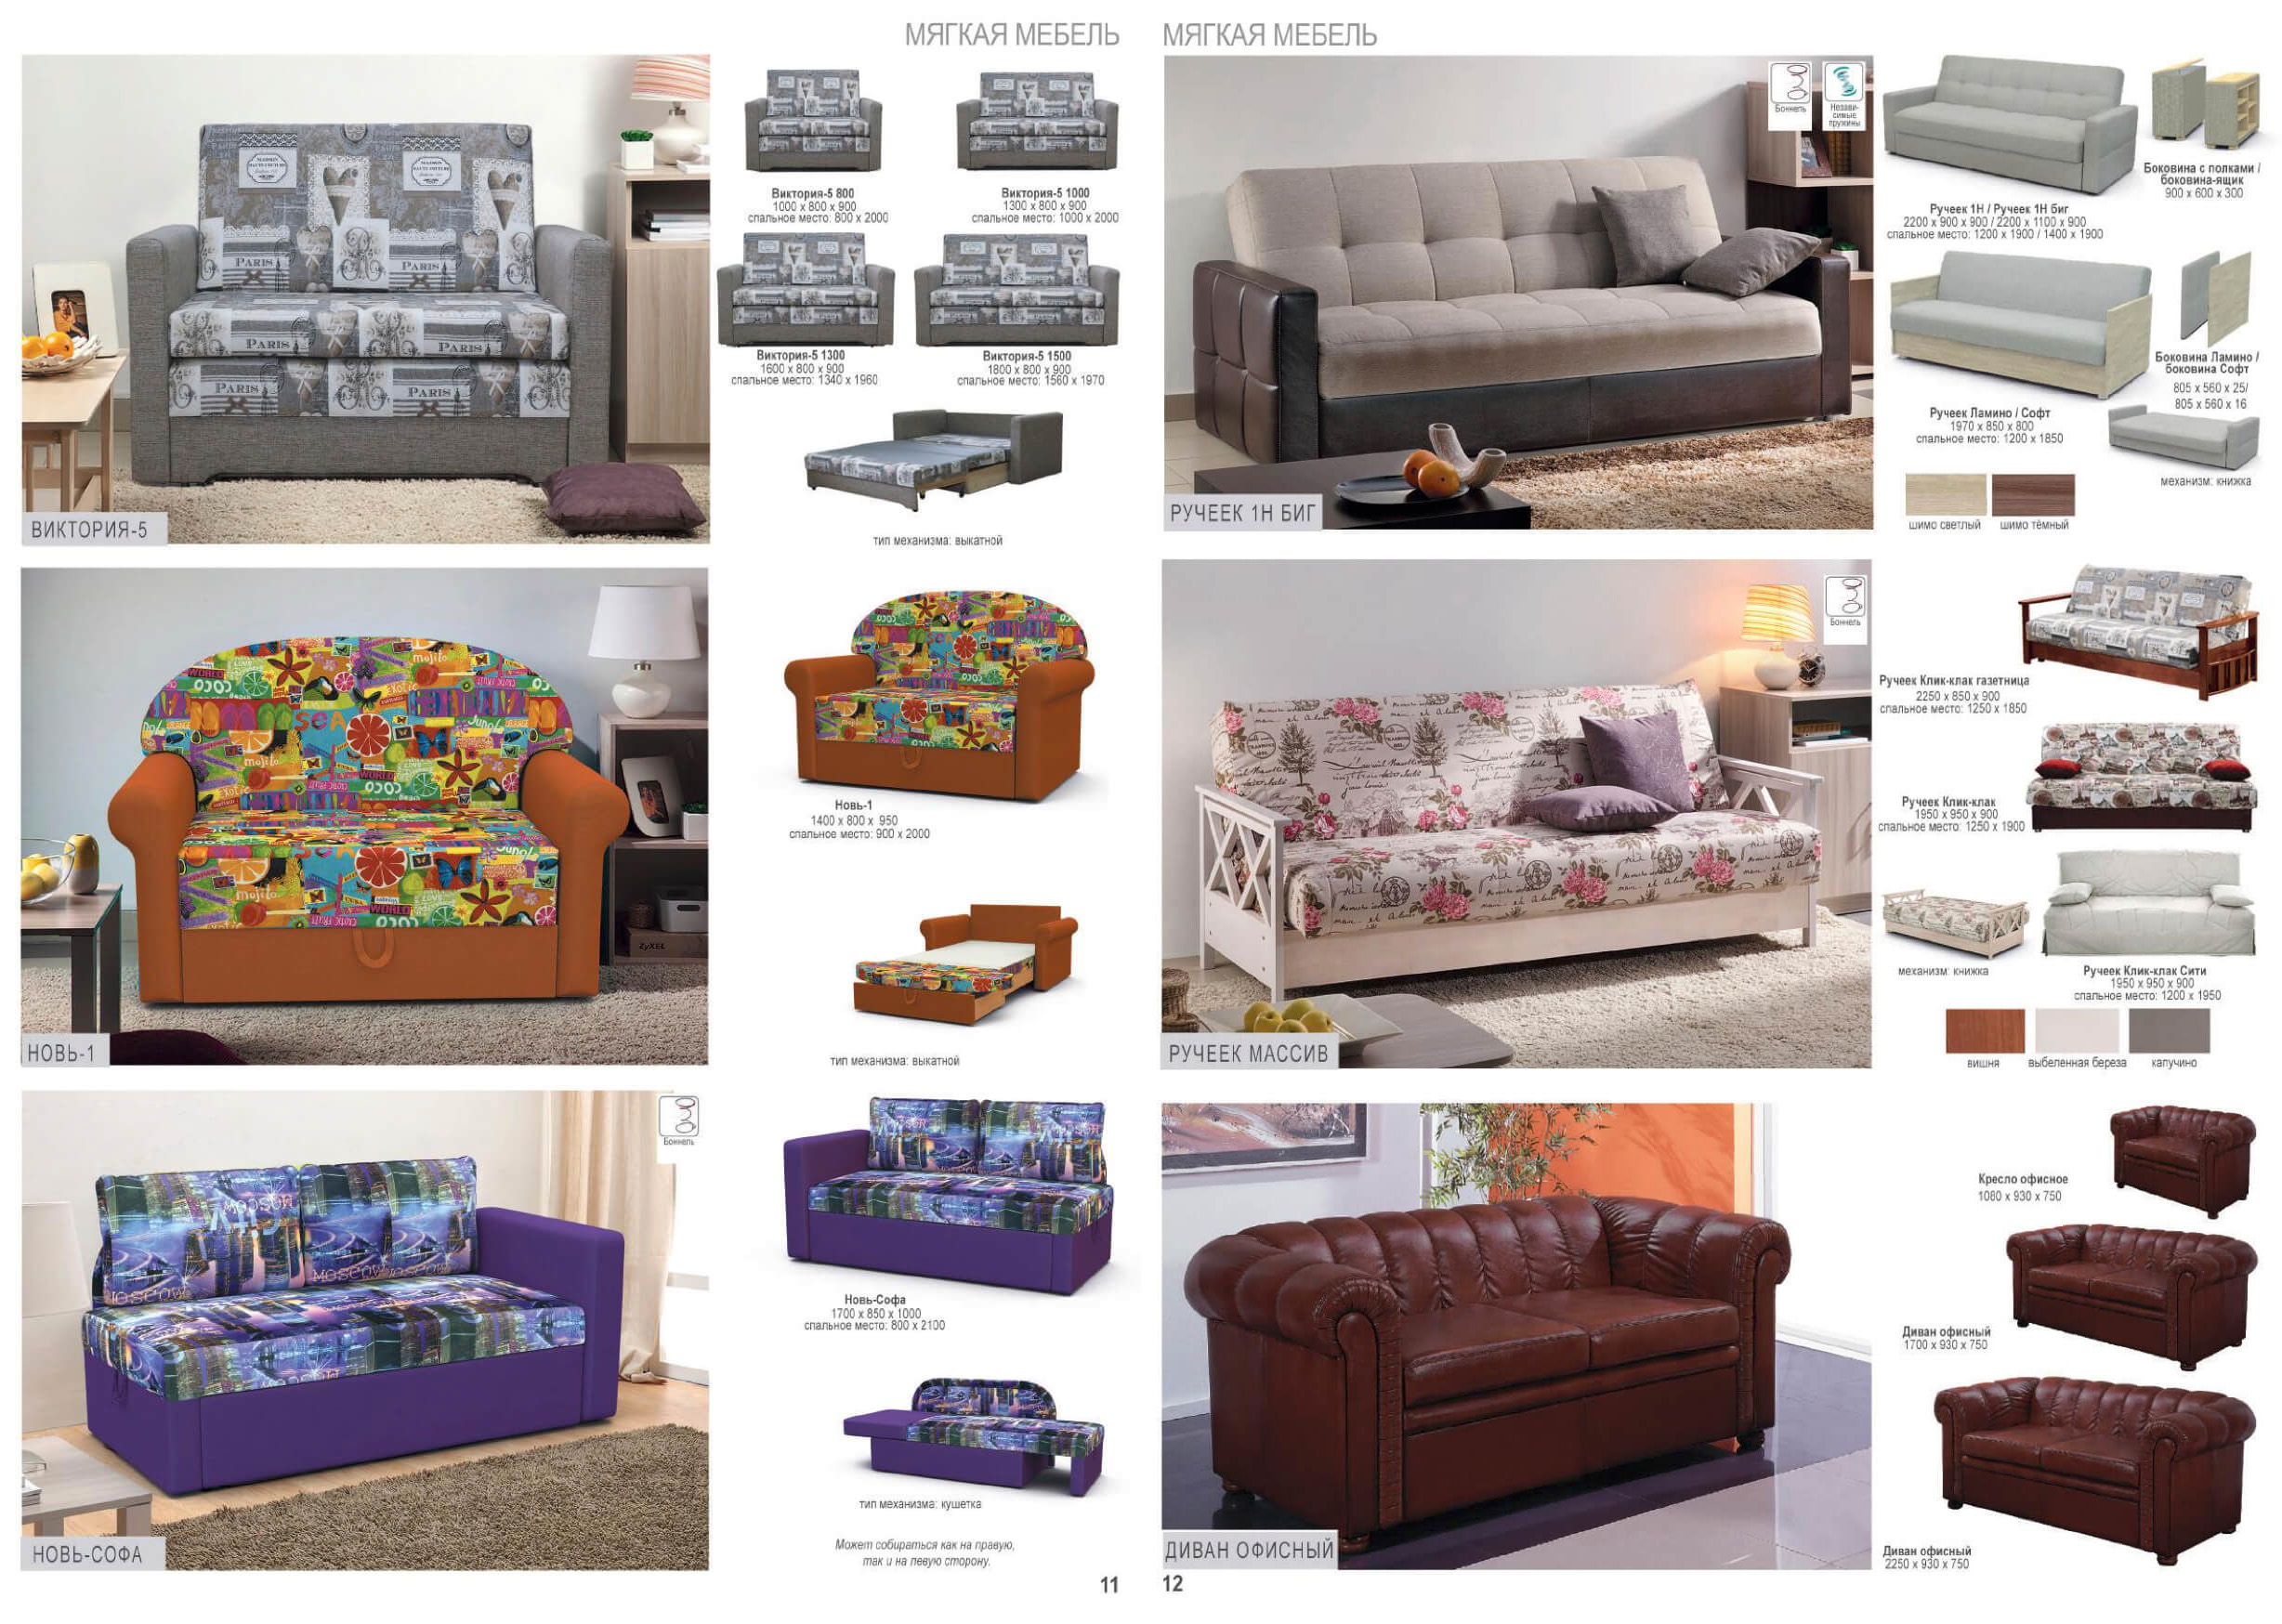 МЯГКАЯ МЕБЕЛЬ
ВИКТОРИЯ-5
Виктория-5 800
1000 x 800 x 900
спальное место: 800 x 2000
Виктория-5 1000
1300 x 800 x 900
спальное место: 1000 x 2000
Виктория-5 1300
1600 x 800 x 900
спальное место: 1340 x 1960
Виктория-5 1500
1800 x 800 x 900
спальное место: 1560 x 1970
тип механизма: выкатной
НОВЬ-1
Новь-1
1400 x 800 x 950
спальное место: 900 x 2000
тип механизма: выкатной
Боннель
НОВЬ-СОФА
Новь-Софа
1700 x 850 x 1000
спальное место: 800 x 2100
тип механизма: кушетка
Может собираться как на правую,
так и на левую сторону.
11
МЯГКАЯ МЕБЕЛЬ
Боннель
Незави-
симые
пружины
РУЧЕЕК 1Н БИГ
Ручеек 1Н / Ручеек 1Н биг
2200 x 900 x 900 / 2200 x 1100 x 900
спальное место: 1200 x 1900 / 1400 x 1900
Боковина с полками /
боковина-ящик
900 x 600 x 300
Ручеек Ламино / Софт
1970 x 850 x 800
спальное место: 1200 x 1850
Боковина Ламино /
боковина Софт
805 x 560 x 25/
805 x 560 x 16
механизм: книжка
шимо светлый
шимо тёмный
Боннель
РУЧЕЕК МАССИВ
Ручеек Клик-клак газетница
2250 x 850 x 900
спальное место: 1250 x 1850
Ручеек Клик-клак
1950 x 950 x 900
спальное место: 1250 x 1900
механизм: книжка
Ручеек Клик-клак Сити
1950 x 950 x 900
спальное место: 1200 x 1950
вишня
выбеленная береза
капучино
ДИВАН ОФИСНЫЙ
Кресло офисное
1080 x 930 x 750
Диван офисный
1700 x 930 x 750
Диван офисный
2250 x 930 x 750
12